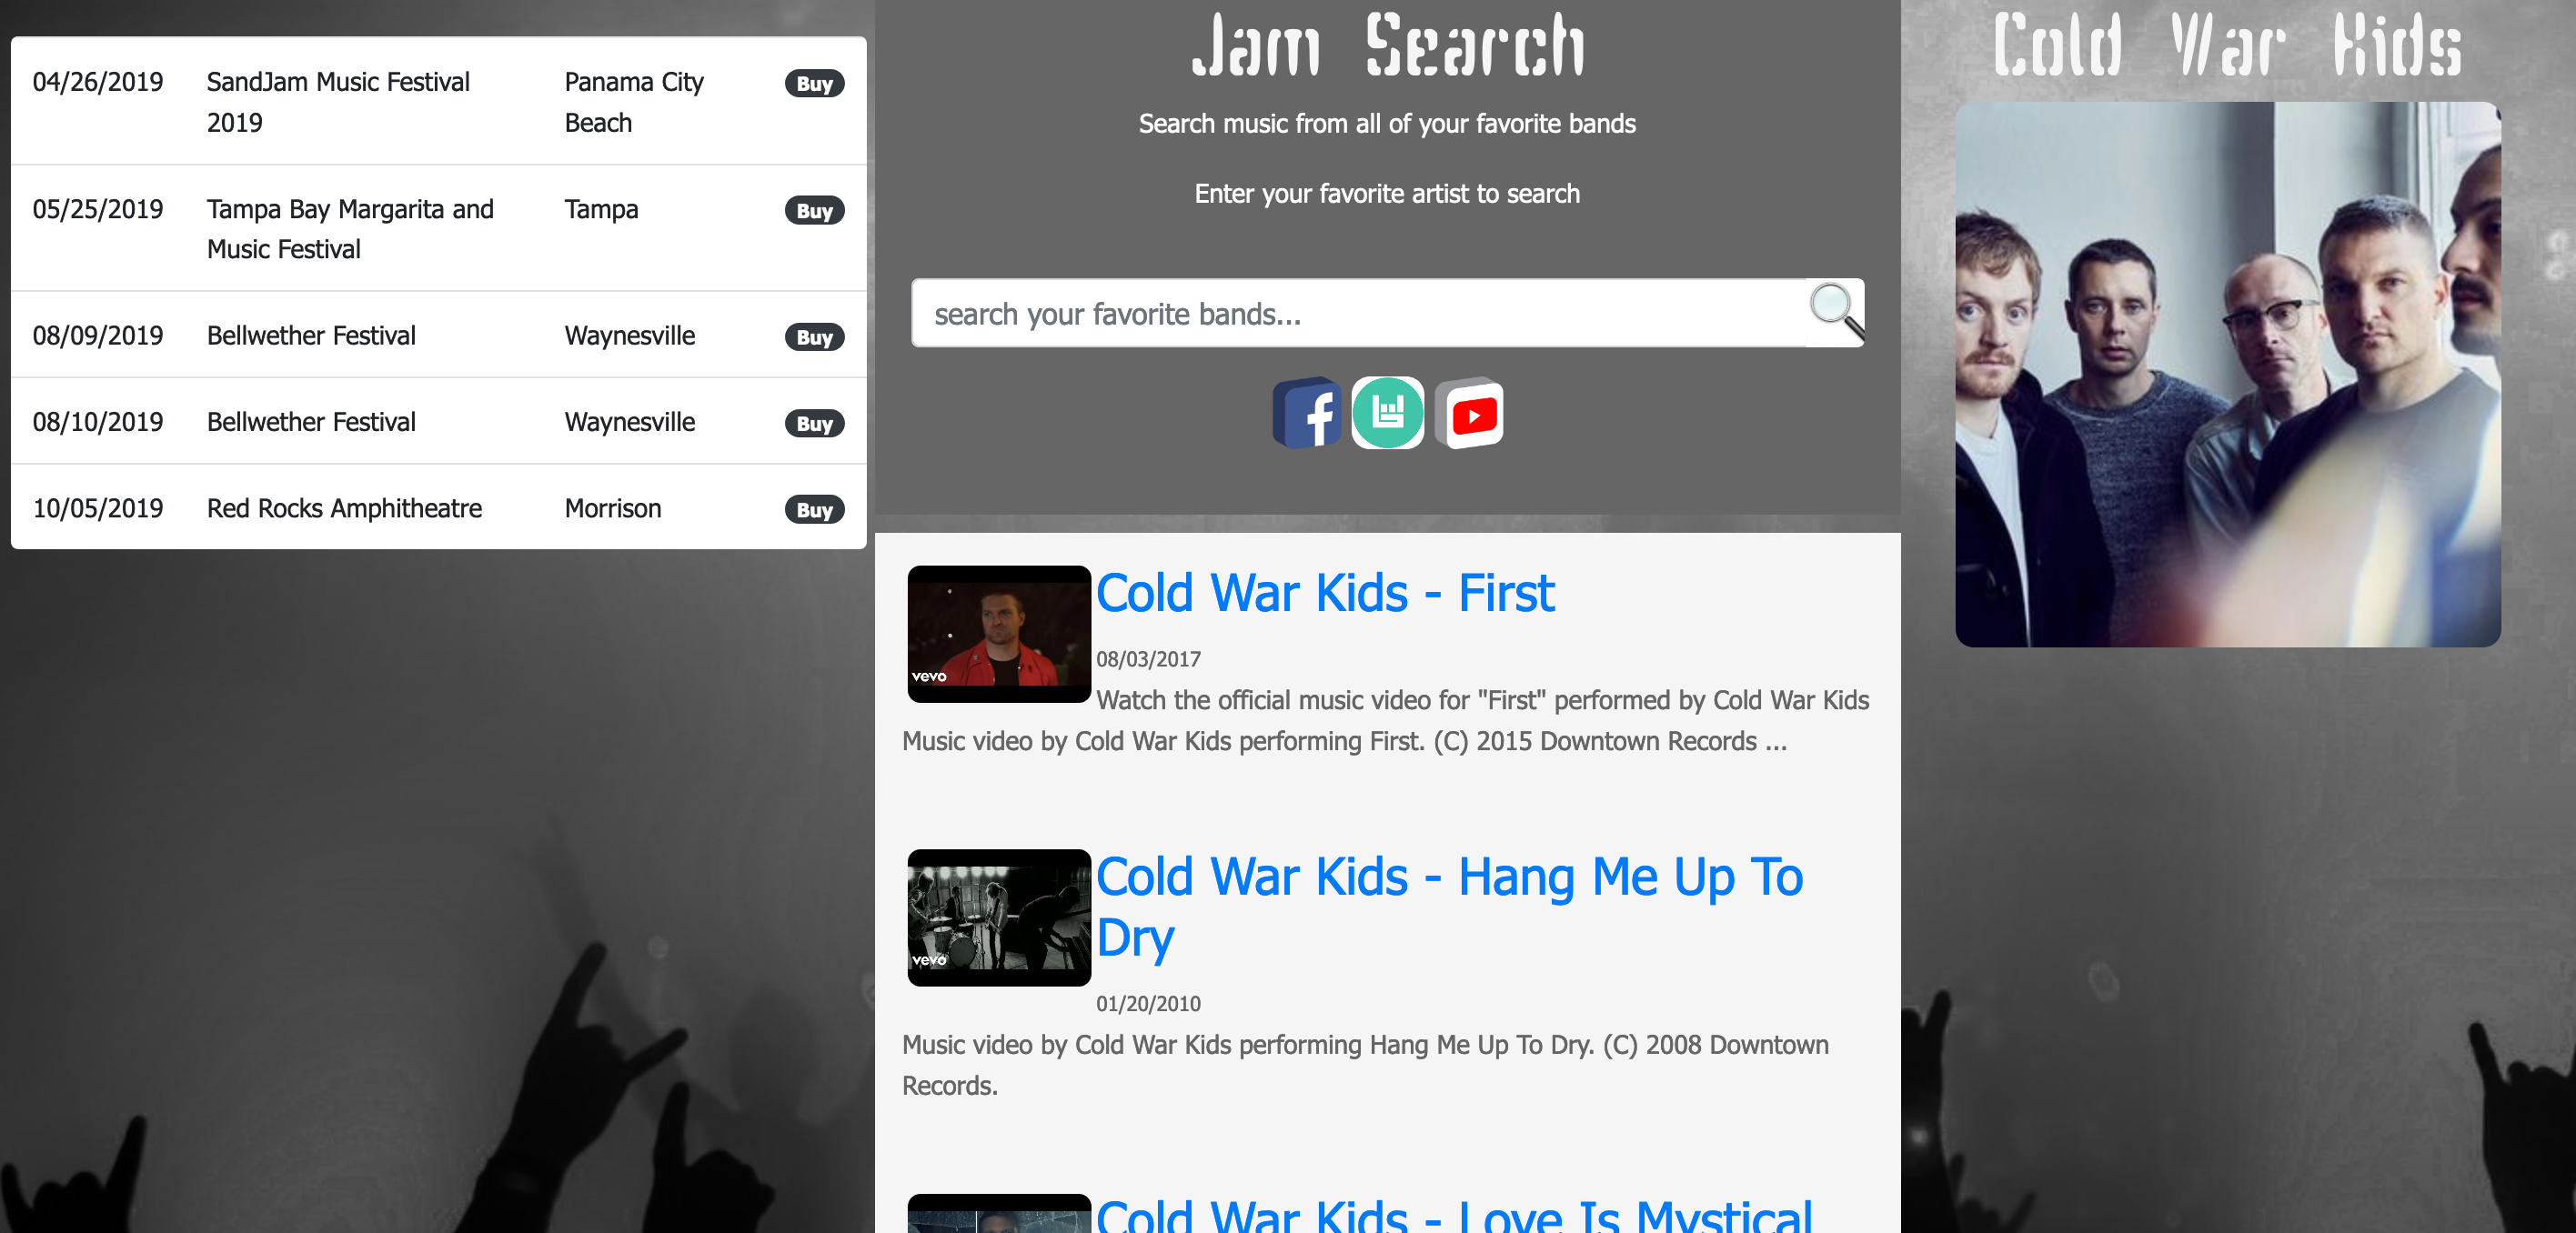 04/26/2019 SandJam Music Festival 2019 Panama City Beach Buy
05/25/2019 Tampa Bay Margarita and Music Festival Tampa Buy
08/09/2019 Bellwether Festival Waynesville Buy
08/10/2019 Bellwether Festival Waynesville Buy
10/05/2019 Red Rocks Amphitheatre Morrison Buy
Jam Search
Search music from all of your favorite bands
Enter your favorite artist to search
search your favorite bands...
f
Cold War Kids - First
vevo
08/03/2017
Watch the official music video for "First" performed by Cold War Kids
Music video by Cold War Kids performing First. (C) 2015 Downtown Records ...
Cold War Kids - Hang Me Up To
Dry
vevo
01/20/2010
Music video by Cold War Kids performing Hang Me Up To Dry. (C) 2008 Downtown
Records.
Cold War Kids - Love Is Mystical
Cold War Kids